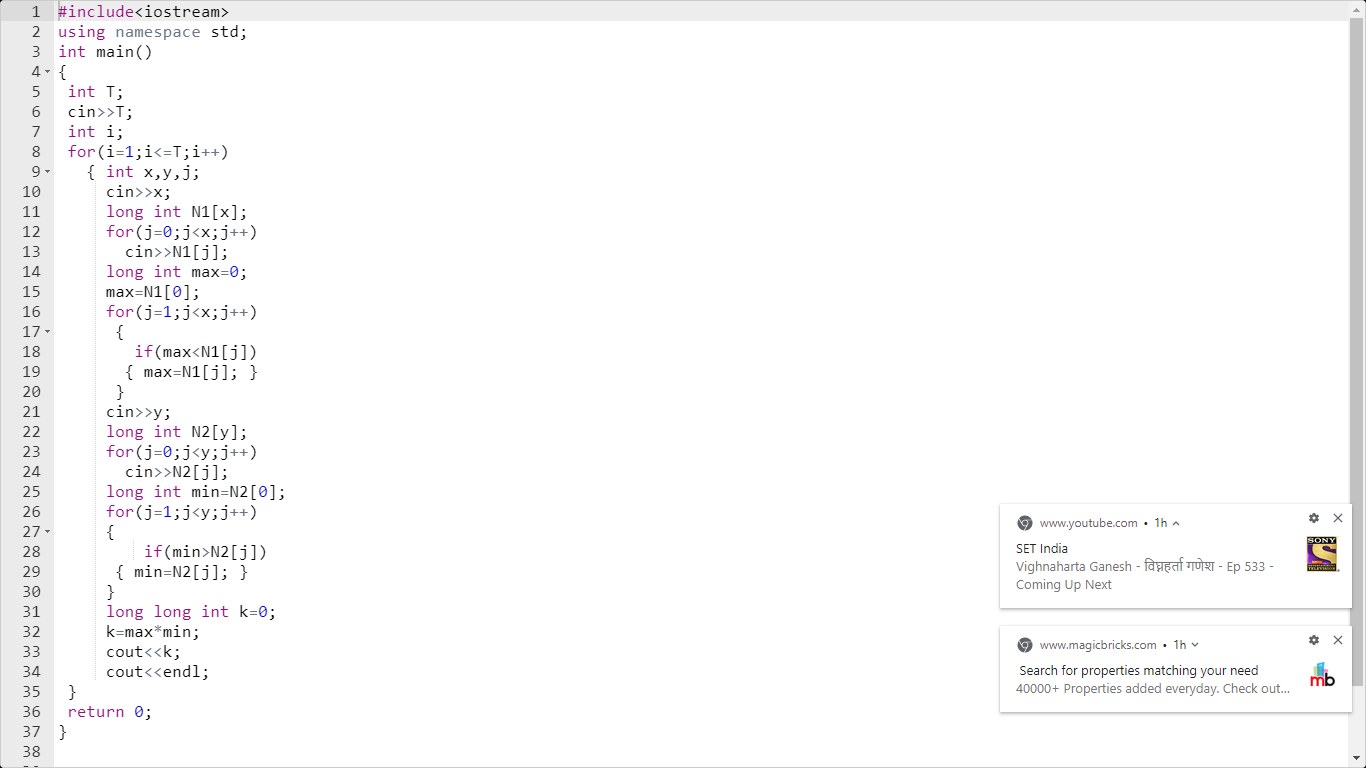 1 #include<iostream>
2 using namespace std;
3 int main()
4 {
5 int T;
6 cin>>T;
7 int i;
8 for(i=1;i<=T;i++)
9 { int x,y,j;
10 cin>>x;
11 long int N1[x];
12 for(j=0;j<x;j++)
13 cin>>N1[j];
14 long int max=0;
15 max=N1[0];
16 for(j=1;j<x;j++)
17 {
18 if(max<N1[j])
19 { max=N1[j]; }
20 }
21 cin>>y;
22 long int N2[y];
23 for(j=0;j<y;j++)
24 cin>>N2[j];
25 long int min=N2[0];
26 for(j=1;j<y;j++)
27 {
28 if(min>N2[j])
29 { min=N2[j]; }
30 }
31 long long int k=0;
32 k=max*min;
33 cout<<k;
34 cout<<endl;
35 }
36 return 0;
37 }
38
www.youtube.com • 1h
SET India
Vighnaharta Ganesh - विघ्नहर्ता गणेश - Ep 533 -
Coming Up Next
SONY
SET
TELEVISION
www.magicbricks.com • 1h
Search for properties matching your need
40000+ Properties added everyday. Check out...
mb